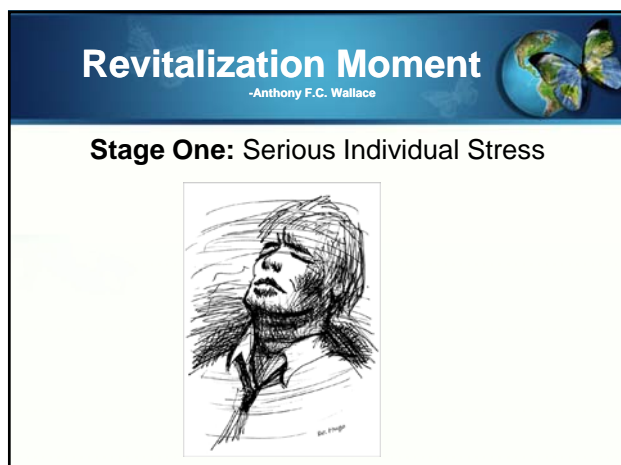 Revitalization Moment
-Anthony F.C. Wallace
Stage One: Serious Individual Stress